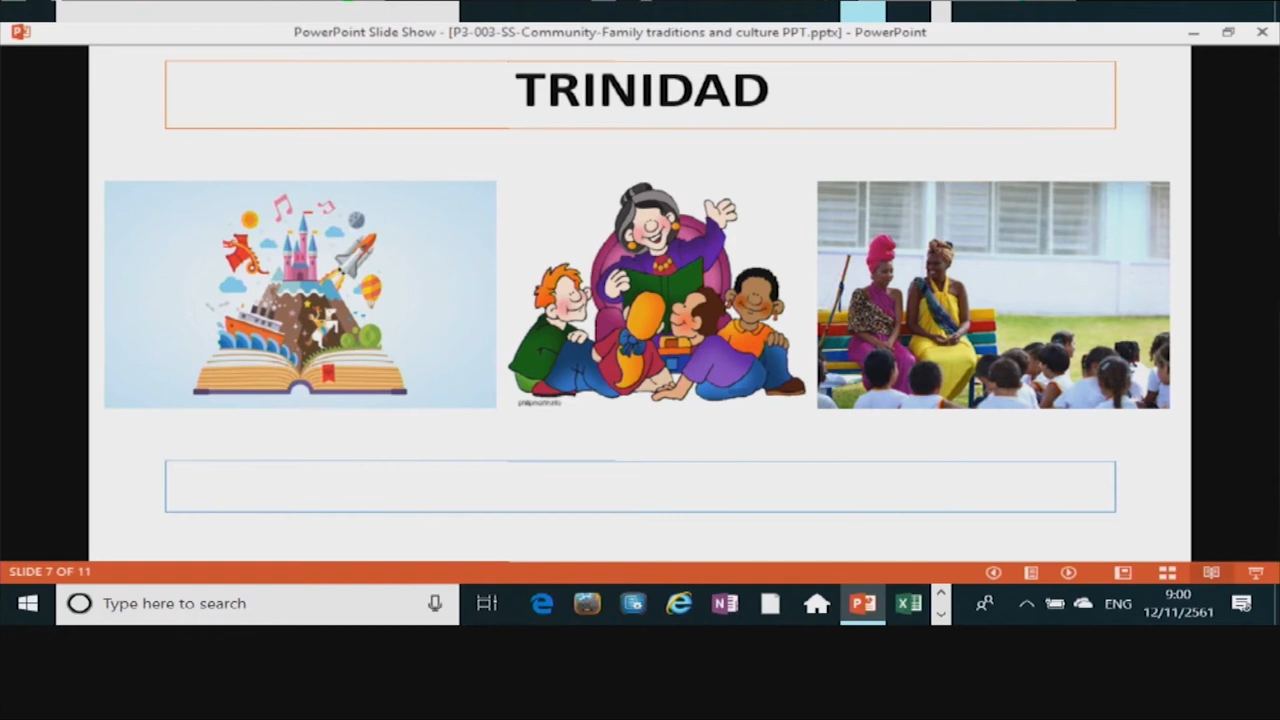 PowerPoint Slide Show - [P3-003-SS-Community-Family traditions and culture PPT.pptx] - PowerPoint
TRINIDAD
SLIDE 7 OF 11
Type here to search
ENG
9:00
12/11/2561